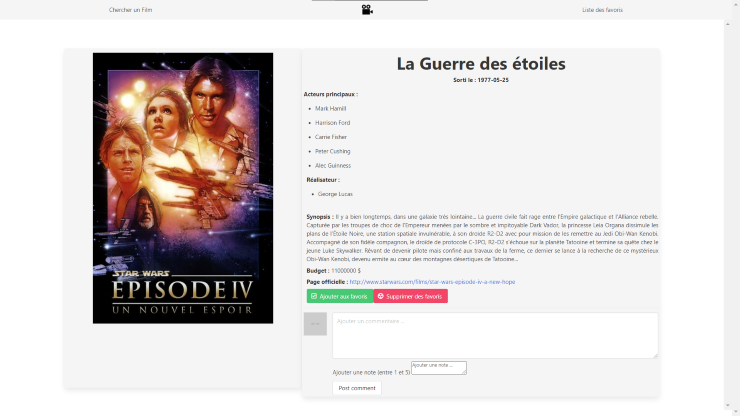 Chercher un Film
Liste des favoris
STAR WARS
EPISODE IV
UN NOUVEL ESPOIR
La Guerre des étoiles
Sorti le : 1977-05-25
Acteurs principaux :
Mark Hamill
Harrison Ford
Carrie Fisher
Peter Cushing
Alec Guinness
Réalisateur :
George Lucas
Synopsis : Il y a bien longtemps, dans une galaxie très lointaine... La guerre civile fait rage entre l'Empire galactique et l'Alliance rebelle.
Capturée par les troupes de choc de l'Empereur menées par le sombre et impitoyable Dark Vador, la princesse Leia Organa dissimule les
plans de l'Étoile Noire, une station spatiale invulnérable, à son droïde R2-D2 avec pour mission de les remettre au Jedi Obi-Wan Kenobi.
Accompagné de son fidèle compagnon, le droïde de protocole C-3PO, R2-D2 s'échoue sur la planète Tatooine et termine sa quête chez le
jeune Luke Skywalker. Rêvant de devenir pilote mais confiné aux travaux de la ferme, ce dernier se lance à la recherche de ce mystérieux
Obi-Wan Kenobi, devenu ermite au cœur des montagnes désertiques de Tatooine...
Budget : 11000000 $
Page officielle : http://www.starwars.com/films/star-wars-episode-iv-a-new-hope
Ajouter aux favoris Supprimer des favoris
Ajouter un commentaire ...
Ajouter une note (entre 1 et 5) Ajouter une note ...
Post comment